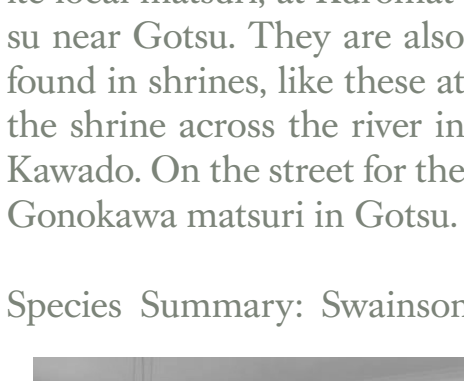 ite local matsuri, at Kuromat-
su near Gotsu. They are also
found in shrines, like these at
the shrine across the river in
Kawado. On the street for the
Gonokawa matsuri in Gotsu.
Species Summary: Swainson